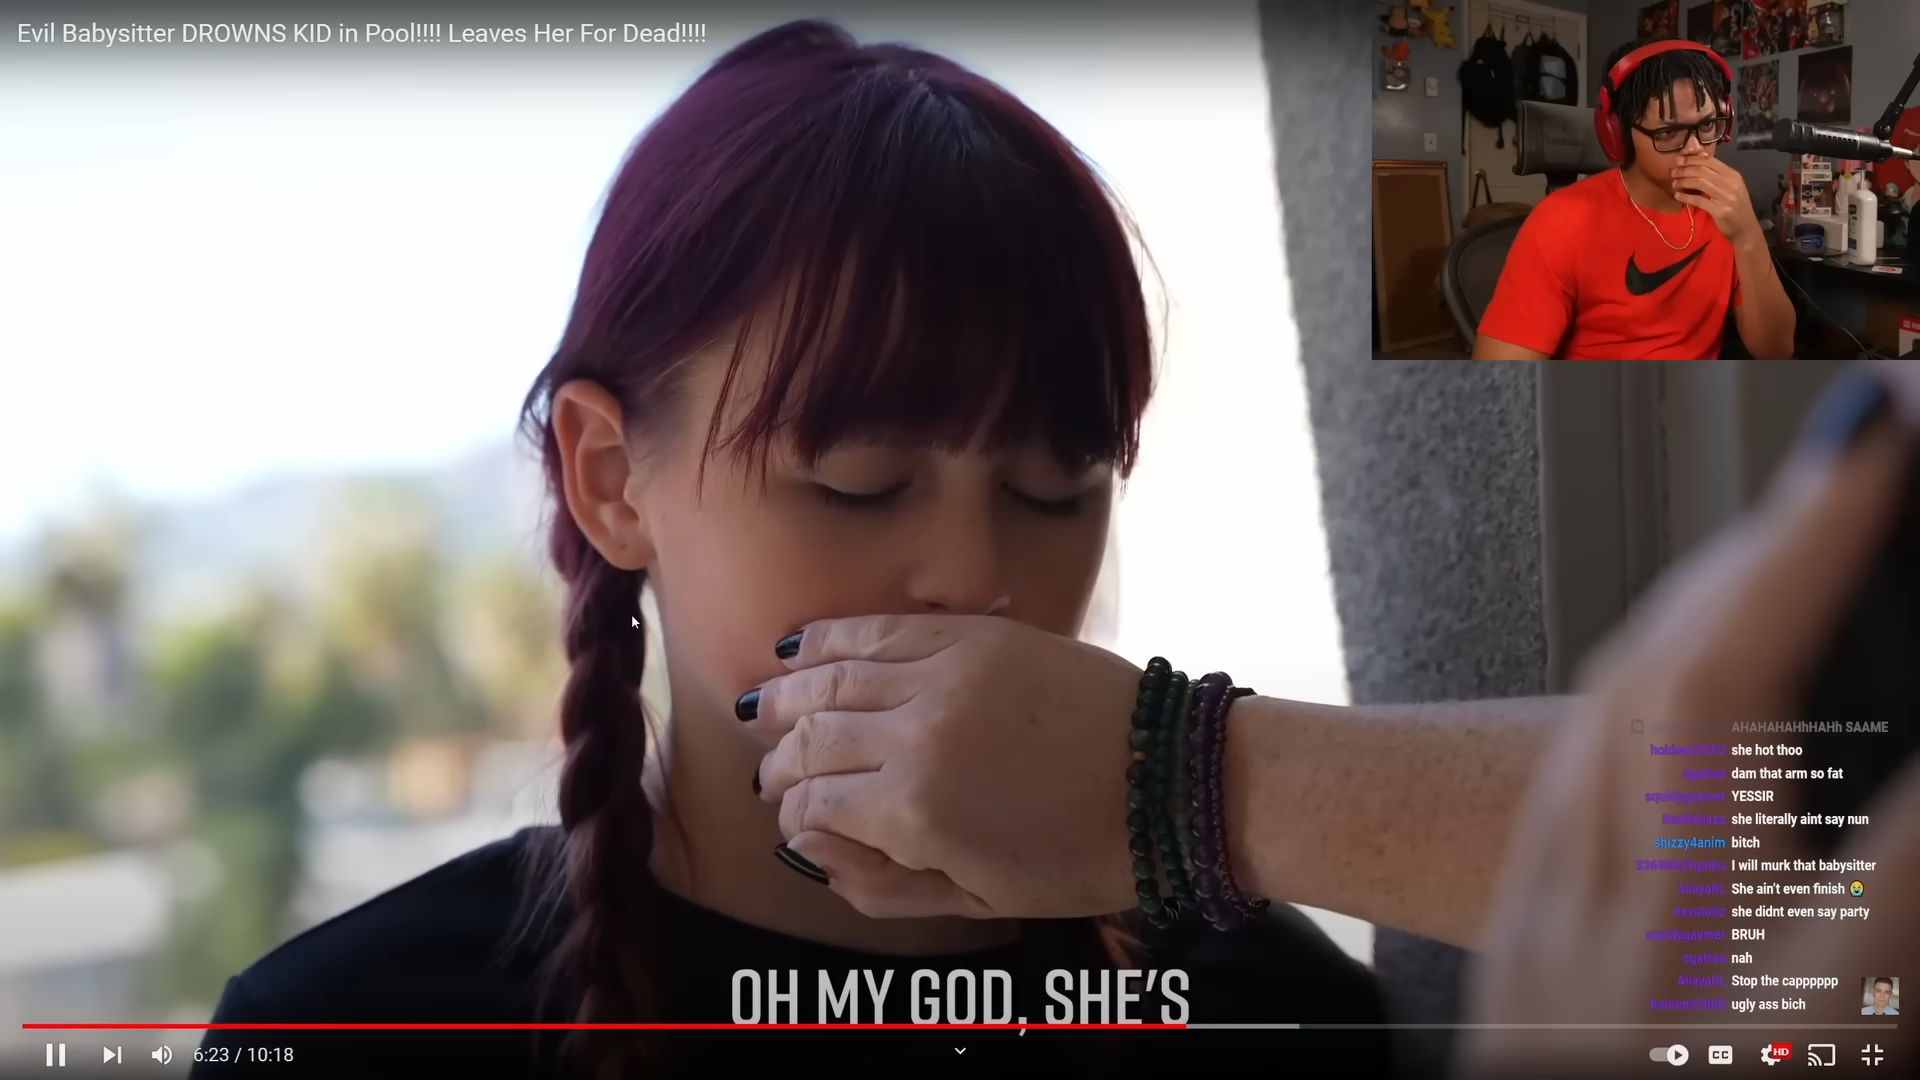 Evil Babysitter DROWNS KID in Pool!!!! Leaves Her For Dead!!!!
AHAHAHAHhHAHh SAAME
she hot thoo
dam that arm so fat
YESSIR
she literally aint say nun
shizzy4anim bitch
I will murk that babysitter
She ain't even finish 😭
she didnt even say party
BRUH
nah
Stop the capppppp
ugly ass bich
OH MY GOD, SHE'S
6:23 / 10:18
CC
HD